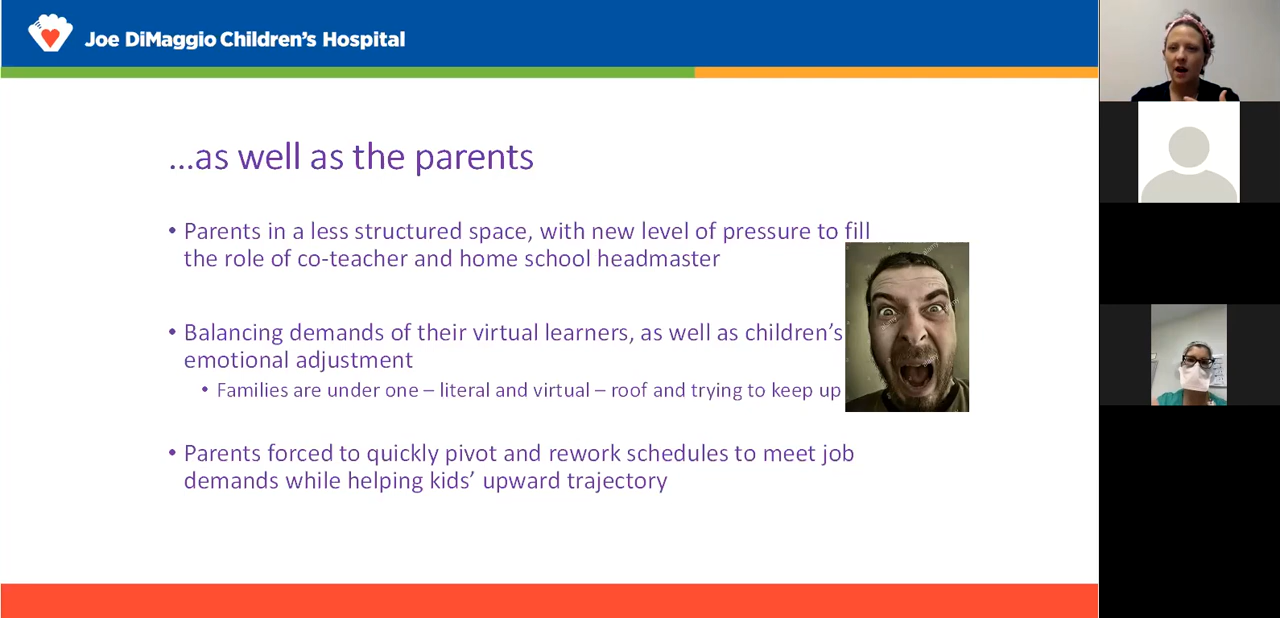 Joe DiMaggio Children's Hospital
...as well as the parents
• Parents in a less structured space, with new level of pressure to fill
the role of co-teacher and home school headmaster
• Balancing demands of their virtual learners, as well as children's
emotional adjustment
• Families are under one – literal and virtual – roof and trying to keep up
• Parents forced to quickly pivot and rework schedules to meet job
demands while helping kids' upward trajectory